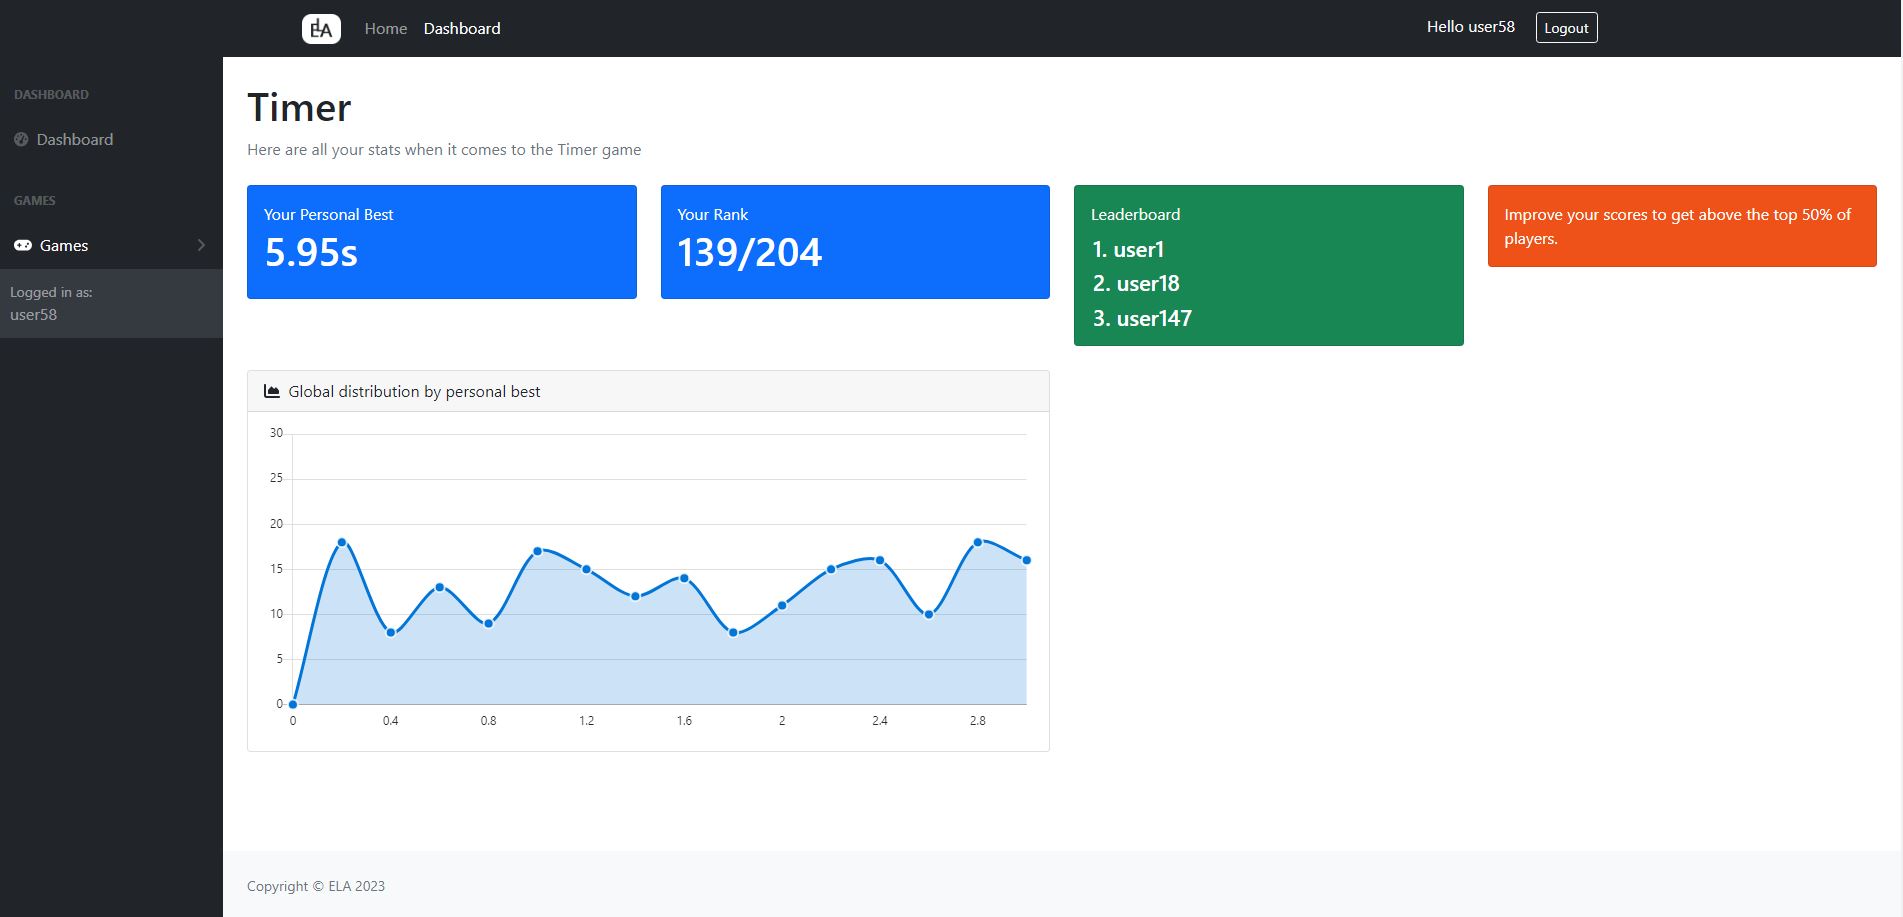 ELA
Home
Dashboard
Hello user58
Logout
DASHBOARD
Dashboard
GAMES
Games
Logged in as:
user58
Timer
Here are all your stats when it comes to the Timer game
Your Personal Best
5.95s
Your Rank
139/204
Leaderboard
1. user1
2. user18
3. user147
Improve your scores to get above the top 50% of
players.
Global distribution by personal best
30
25
20
15
10
5
0
0 0.4 0.8 1.2 1.6 2 2.4 2.8
Copyright © ELA 2023